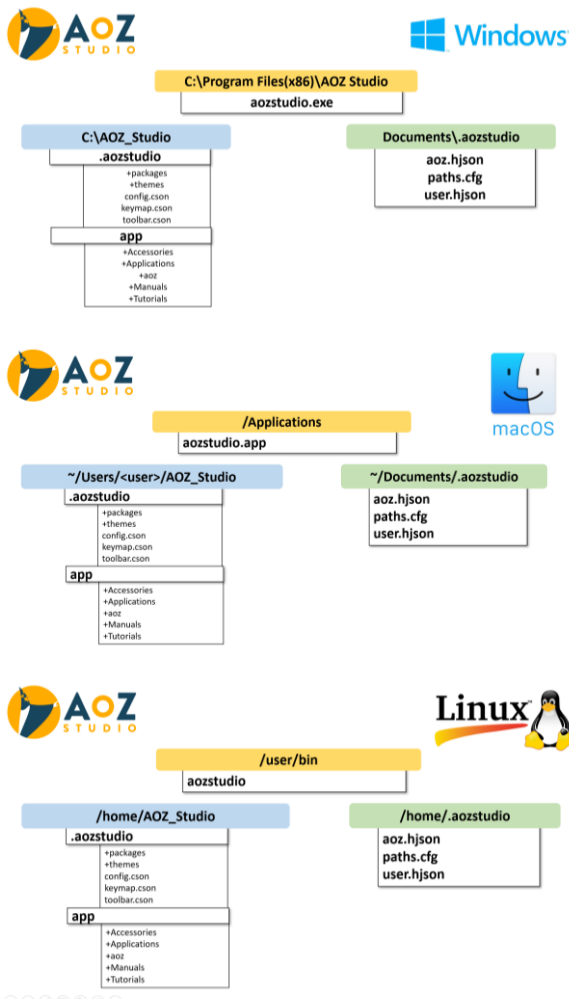 AOZ
STUDIO
Windows
C:\Program Files(x86)\AOZ Studio
aozstudio.exe
C:\AOZ_Studio
.aozstudio
+packages
+themes
config.cson
keymap.cson
toolbar.cson
app
+Accessories
+Applications
+aoz
+Manuals
+Tutorials
Documents\.aozstudio
aoz.hjson
paths.cfg
user.hjson
AOZ
STUDIO
macOS
/Applications
aozstudio.app
~/Users/<user>/AOZ_Studio
.aozstudio
+packages
+themes
config.cson
keymap.cson
toolbar.cson
app
+Accessories
+Applications
+aoz
+Manuals
+Tutorials
~/Documents/.aozstudio
aoz.hjson
paths.cfg
user.hjson
AOZ
STUDIO
Linux
/user/bin
aozstudio
/home/AOZ_Studio
.aozstudio
+packages
+themes
config.cson
keymap.cson
toolbar.cson
app
+Accessories
+Applications
+aoz
+Manuals
+Tutorials
/home/.aozstudio
aoz.hjson
paths.cfg
user.hjson